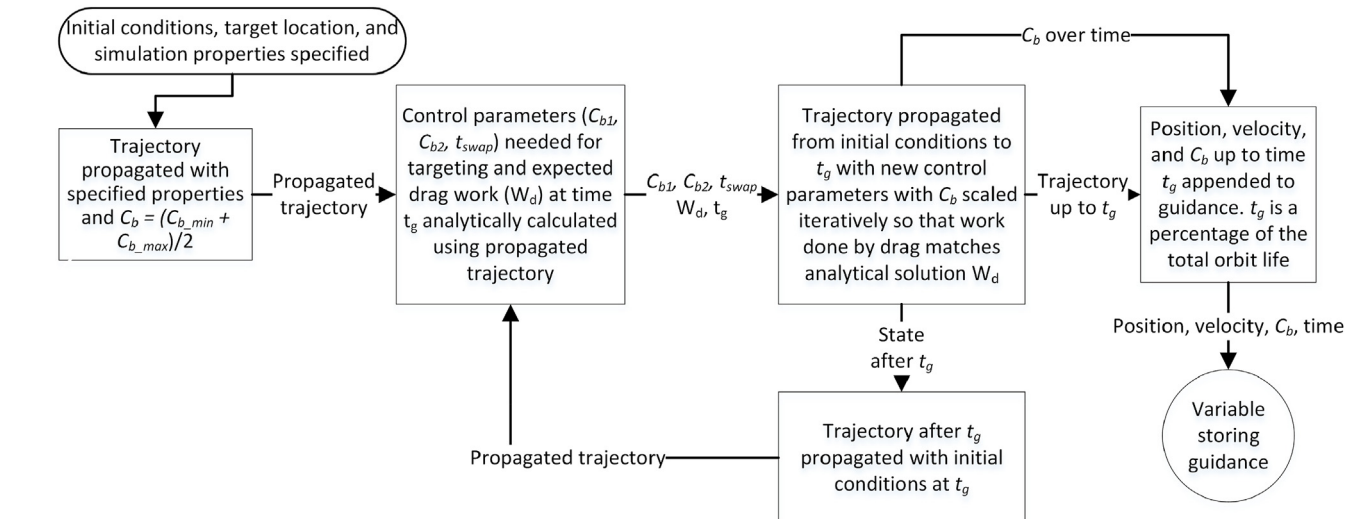 Initial conditions, target location, and
simulation properties specified
Trajectory
propagated with
specified properties
and C_b = (C_b_min +
C_b_max)/2
Propagated
trajectory
Control parameters (C_b1,
C_b2, t_swap) needed for
targeting and expected
drag work (W_d) at time
t_g analytically calculated
using propagated
trajectory
C_b1, C_b2, t_swap
W_d, t_g
Trajectory propagated
from initial conditions to
t_g with new control
parameters with C_b scaled
iteratively so that work
done by drag matches
analytical solution W_d
C_b over time
Trajectory
up to t_g
Position, velocity,
and C_b up to time
t_g appended to
guidance. t_g is a
percentage of the
total orbit life
Position, velocity, C_b, time
Variable
storing
guidance
State
after t_g
Trajectory after t_g
propagated with initial
conditions at t_g
Propagated trajectory